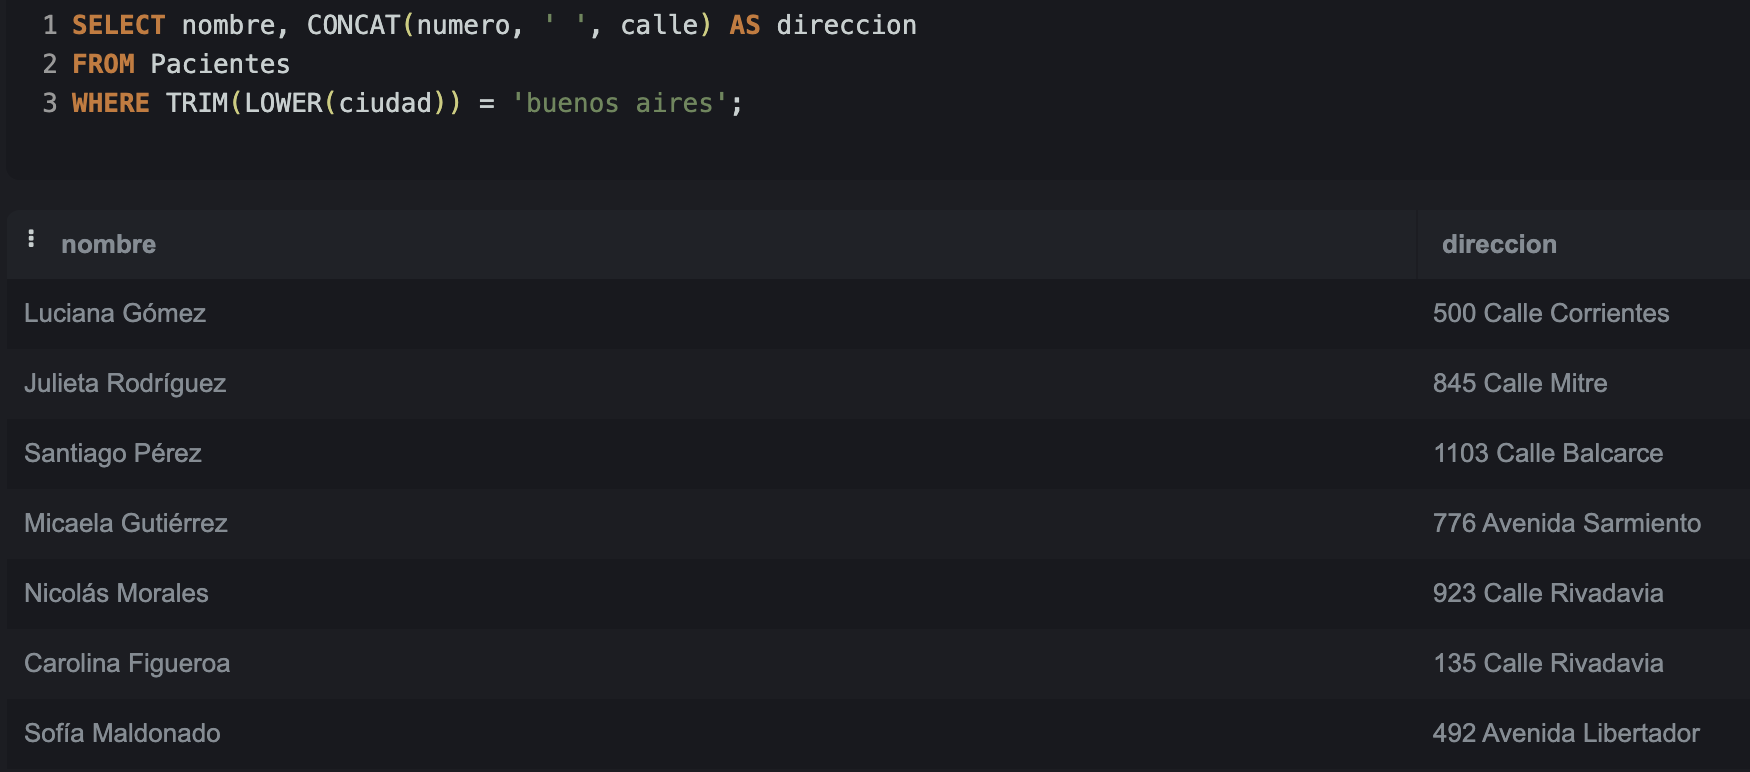 1 SELECT nombre, CONCAT(numero, ' ', calle) AS direccion
2 FROM Pacientes
3 WHERE TRIM(LOWER(ciudad)) = 'buenos aires';
nombre direccion
Luciana Gómez 500 Calle Corrientes
Julieta Rodríguez 845 Calle Mitre
Santiago Pérez 1103 Calle Balcarce
Micaela Gutiérrez 776 Avenida Sarmiento
Nicolás Morales 923 Calle Rivadavia
Carolina Figueroa 135 Calle Rivadavia
Sofía Maldonado 492 Avenida Libertador